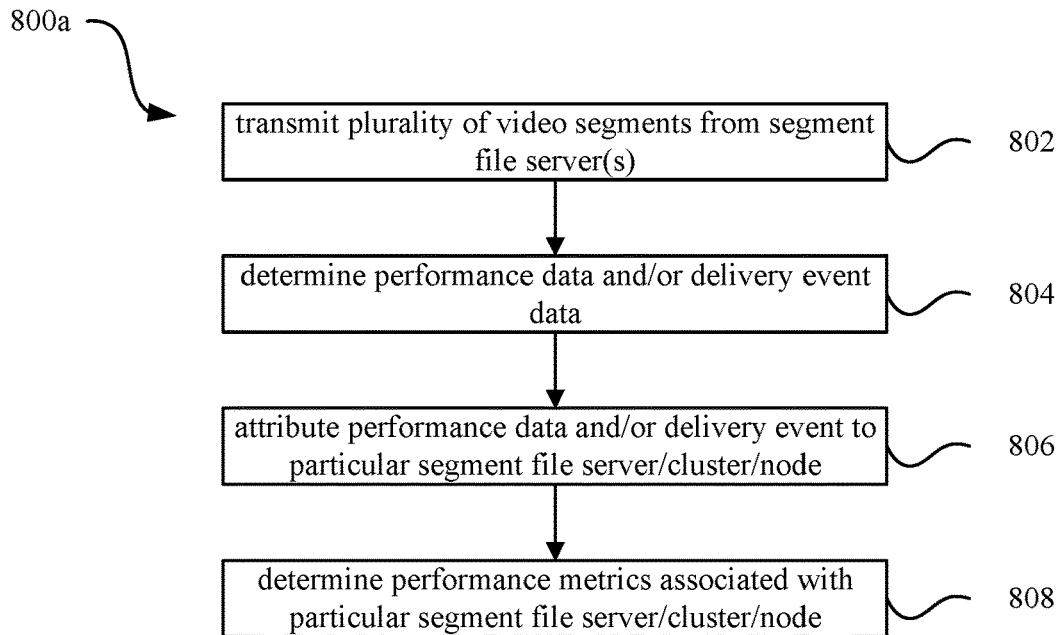 800a
transmit plurality of video segments from segment
file server(s)
802
determine performance data and/or delivery event
data
804
attribute performance data and/or delivery event to
particular segment file server/cluster/node
806
determine performance metrics associated with
particular segment file server/cluster/node
808